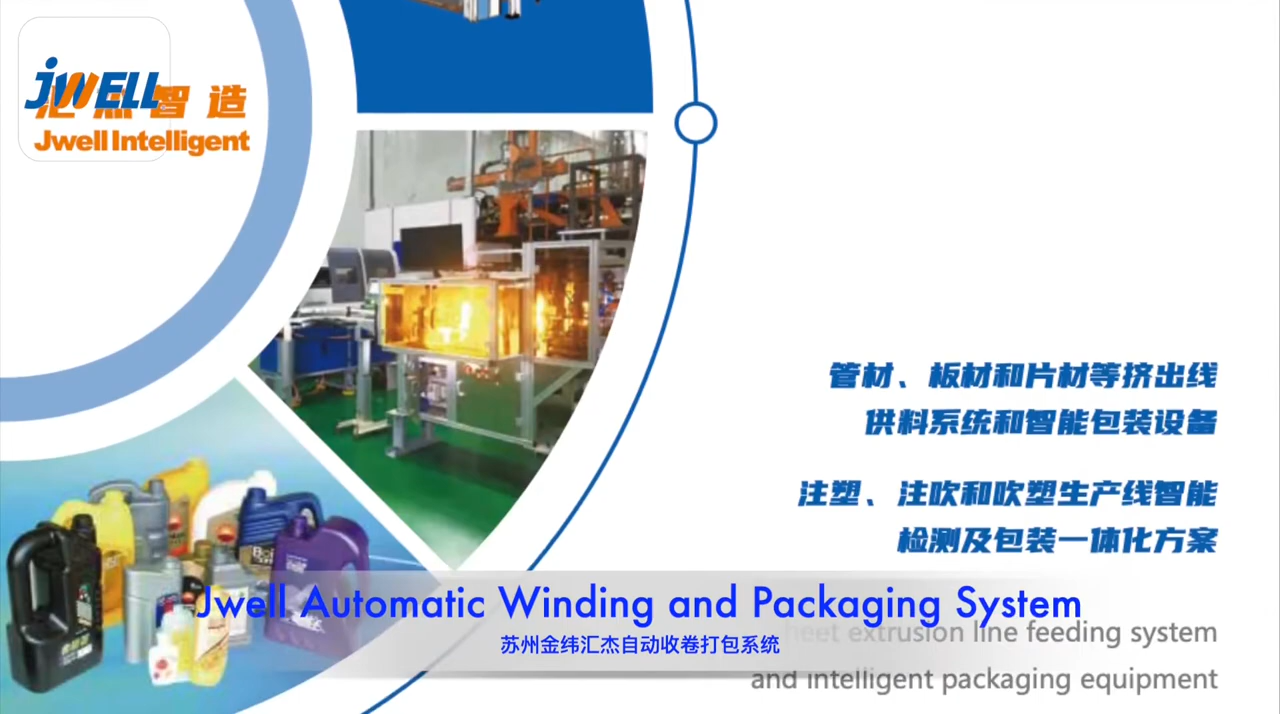 JWELL
智造
Jwell Intelligent
管材、板材和片材等挤出线
供料系统和智能包装设备
注塑、注吹和吹塑生产线智能
检测及包装一体化方案
Jwell Automatic Winding and Packaging System
extrusion line feeding system
苏州金纬汇杰自动收卷打包系统
and intelligent packaging equipment